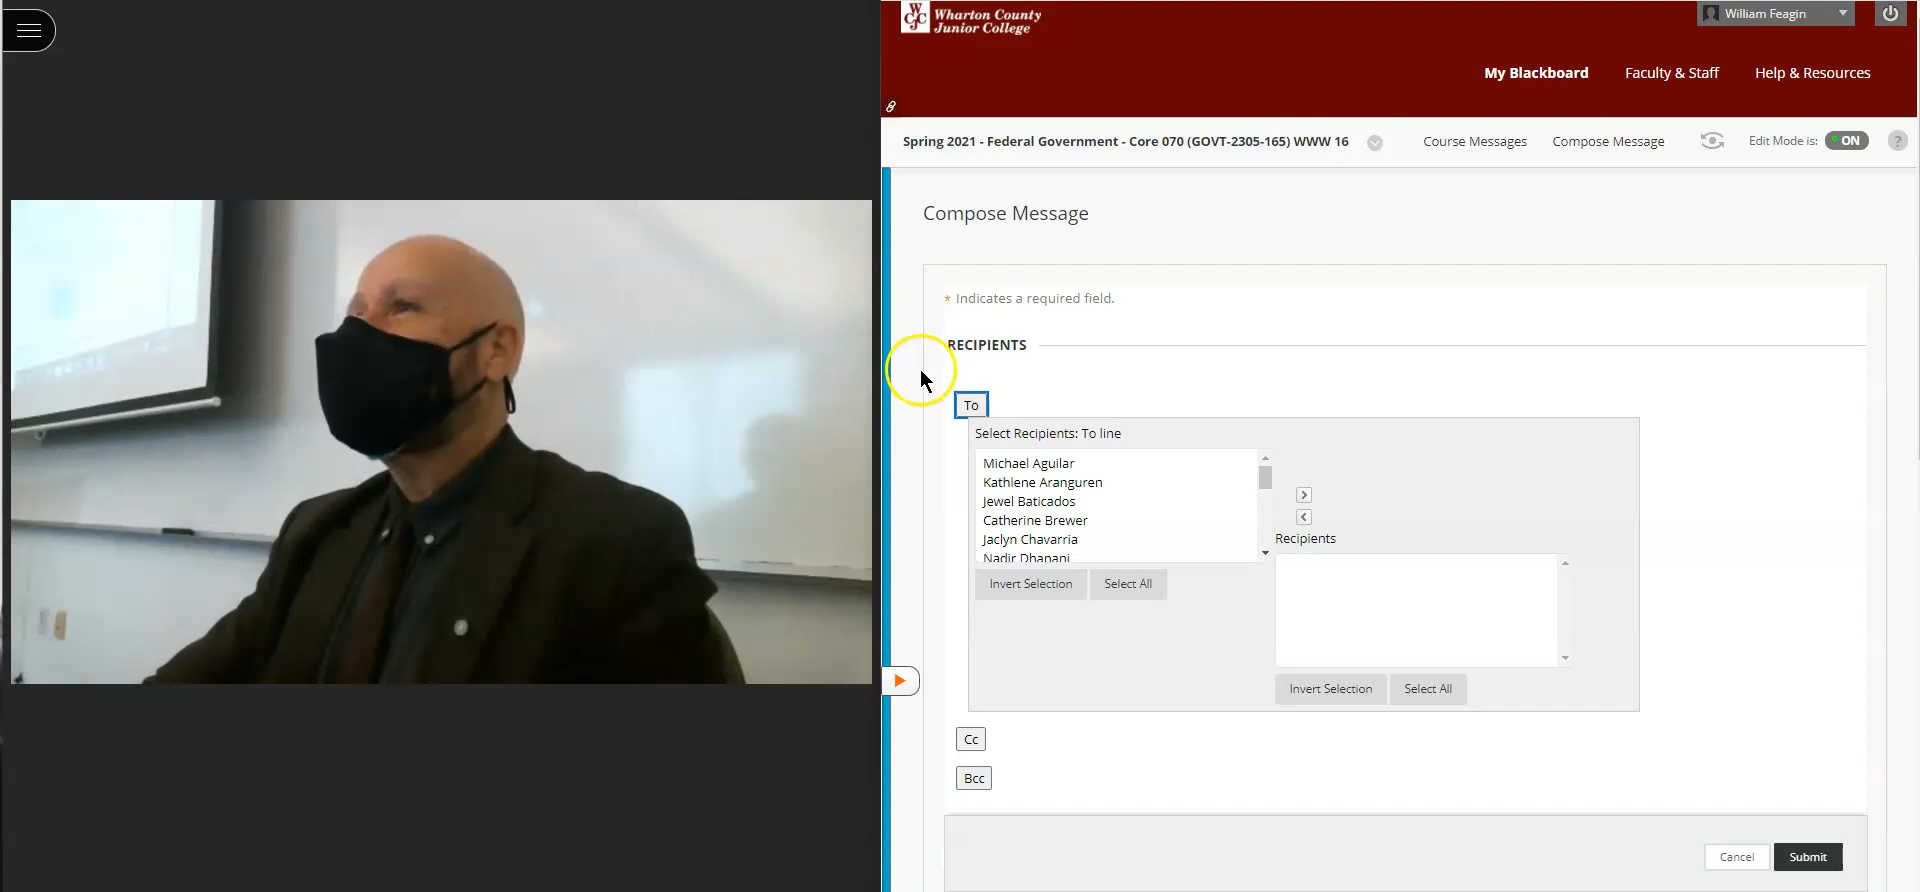 WCJC
Wharton County
Junior College
William Feagin
My Blackboard
Faculty & Staff
Help & Resources
Spring 2021 - Federal Government - Core 070 (GOVT-2305-165) WWW 16
Course Messages
Compose Message
Edit Mode is:
ON
?
Compose Message
* Indicates a required field.
RECIPIENTS
To
Select Recipients: To line
Michael Aguilar
Kathlene Aranguren
Jewel Baticados
Catherine Brewer
Jaclyn Chavarria
Nadir Dhanani
>
<
Recipients
Invert Selection
Select All
Invert Selection
Select All
Cc
Bcc
Cancel
Submit